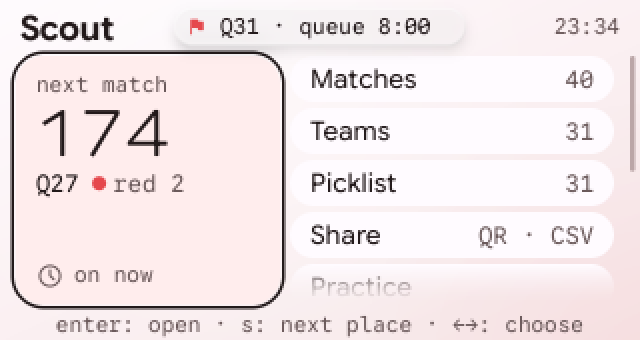 Scout
Q31 · queue 8:00
23:34
next match
174
Q27 red 2
on now
Matches 40
Teams 31
Picklist 31
Share QR · CSV
Practice
enter: open · s: next place · ↔: choose